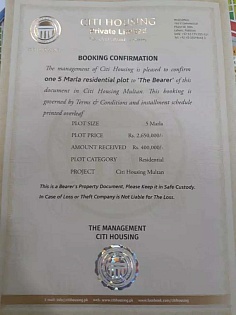 CITI HOUSING
Private Limited
BOOKING CONFIRMATION
The management of Citi Housing is pleased to confirm
one 5 Marla residential plot to 'The Bearer' of this
document in Citi Housing Multan. This booking is
governed by Terms & Conditions and installment schedule
printed overleaf
PLOT SIZE 5 Marla
PLOT PRICE Rs. 2,650,000/-
AMOUNT RECEIVED Rs. 400,000/-
PLOT CATEGORY Residential
PROJECT Citi Housing Multan
This is a Bearer's Property Document, Please Keep it in Safe Custody.
In Case of Loss or Theft Company is Not Liable For The Loss.
THE MANAGEMENT
CITI HOUSING